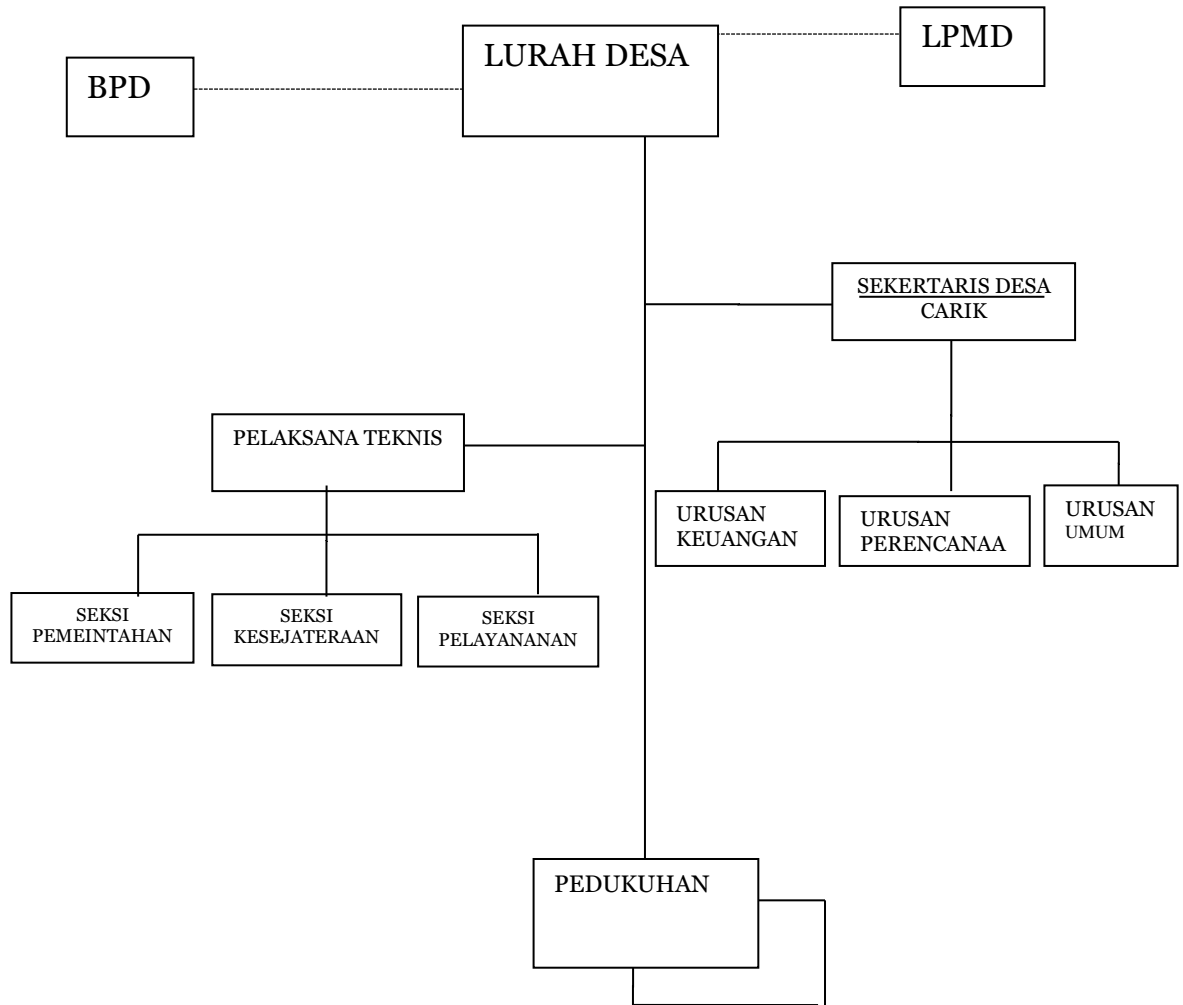 LPMD
LURAH DESA
BPD
SEKERTARIS DESA
CARIK
PELAKSANA TEKNIS
URUSAN
KEUANGAN
URUSAN
PERENCANAA
URUSAN
UMUM
SEKSI
PEMEINTAHAN
SEKSI
KESEJATERAAN
SEKSI
PELAYANANAN
PEDUKUHAN